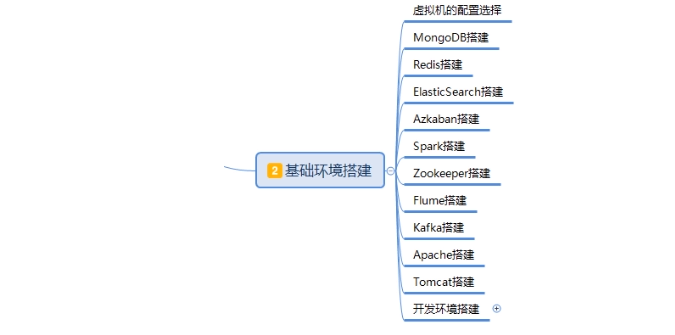 虚拟机的配置选择
MongoDB搭建
Redis搭建
ElasticSearch搭建
Azkaban搭建
Spark搭建
2 基础环境搭建
Zookeeper搭建
Flume搭建
Kafka搭建
Apache搭建
Tomcat搭建
开发环境搭建